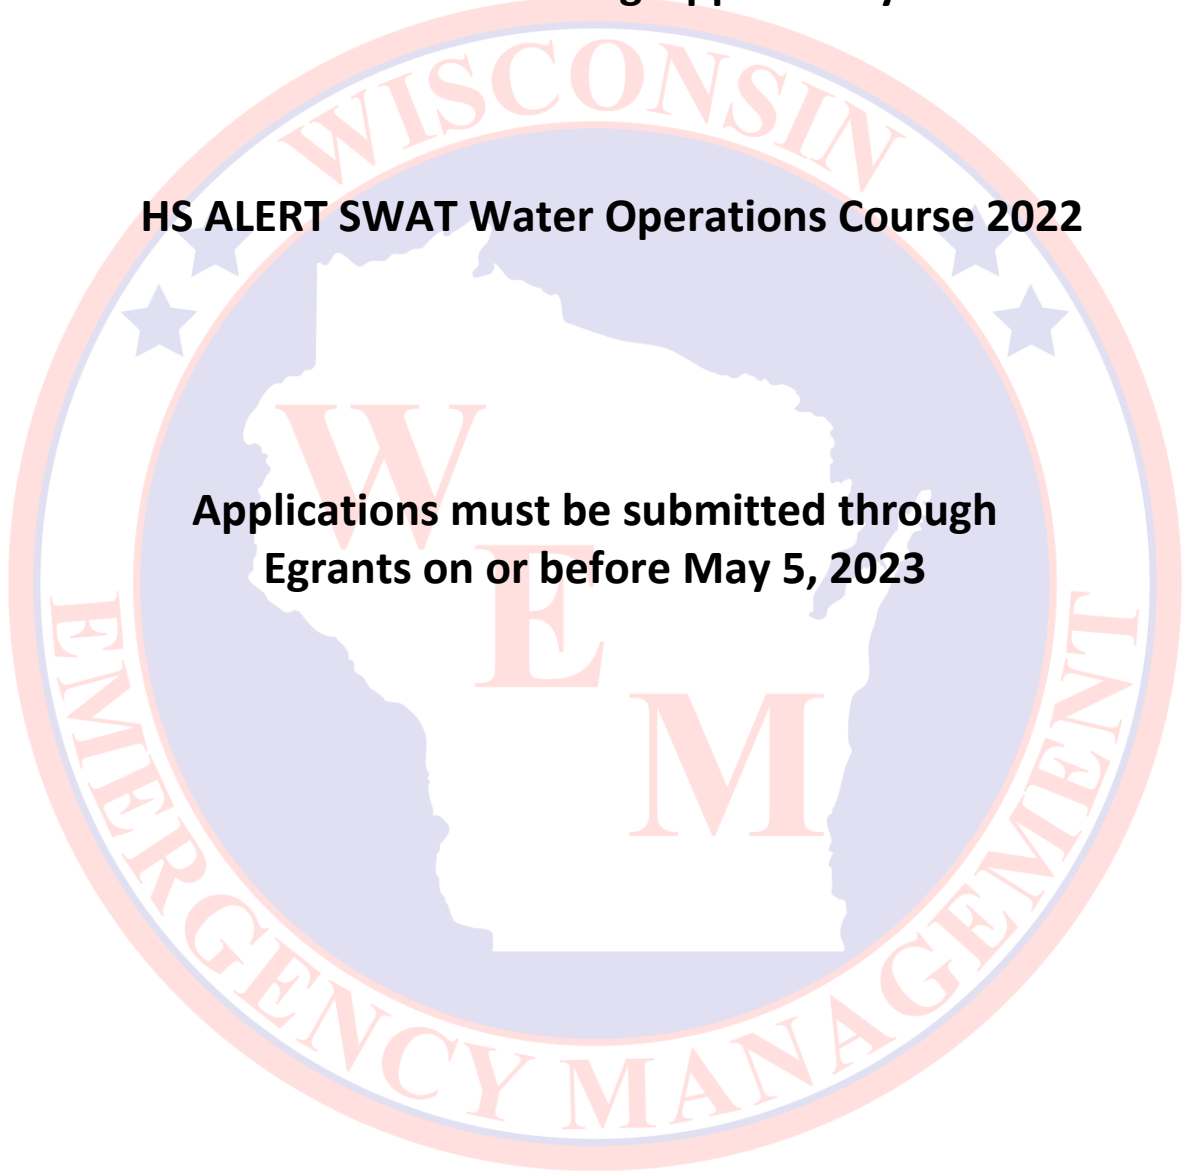 HS ALERT SWAT Water Operations Course 2022
Applications must be submitted through
Egrants on or before May 5, 2023
WISCONSIN
W
E
M
EMERGENCY MANAGEMENT